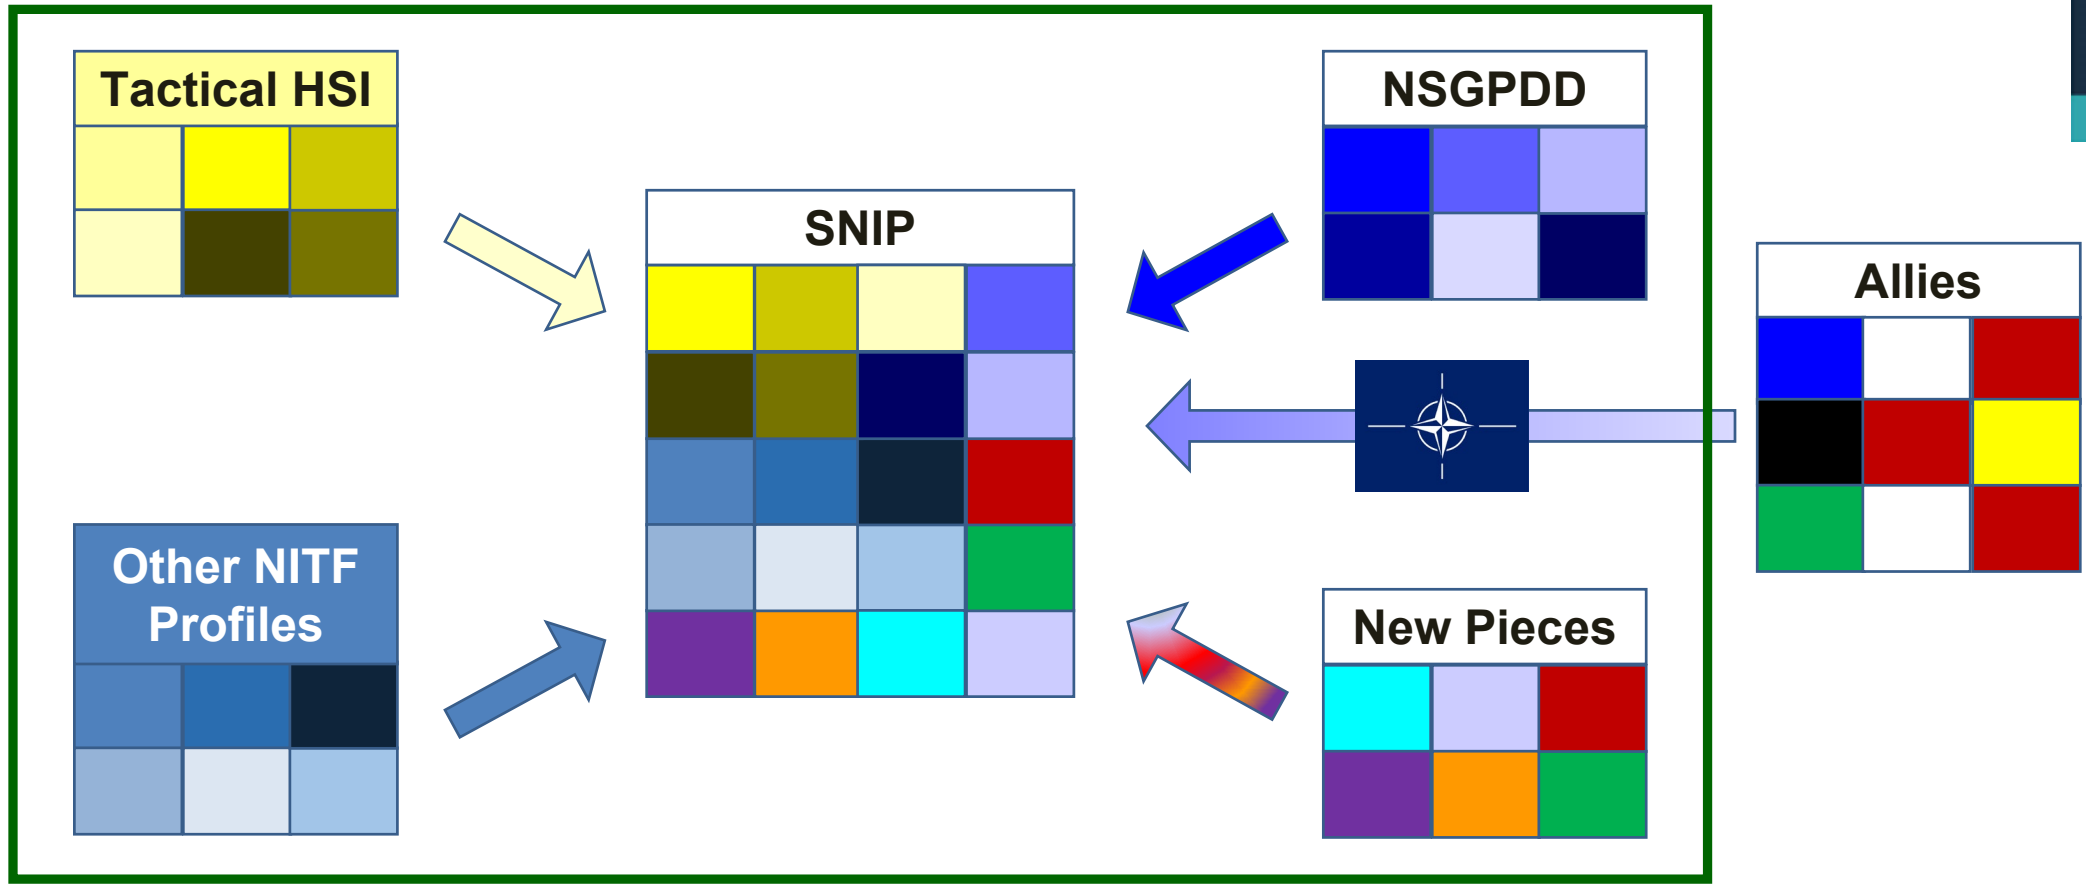 Tactical HSI
NSGPDD
SNIP
Allies
Other NITF
Profiles
New Pieces